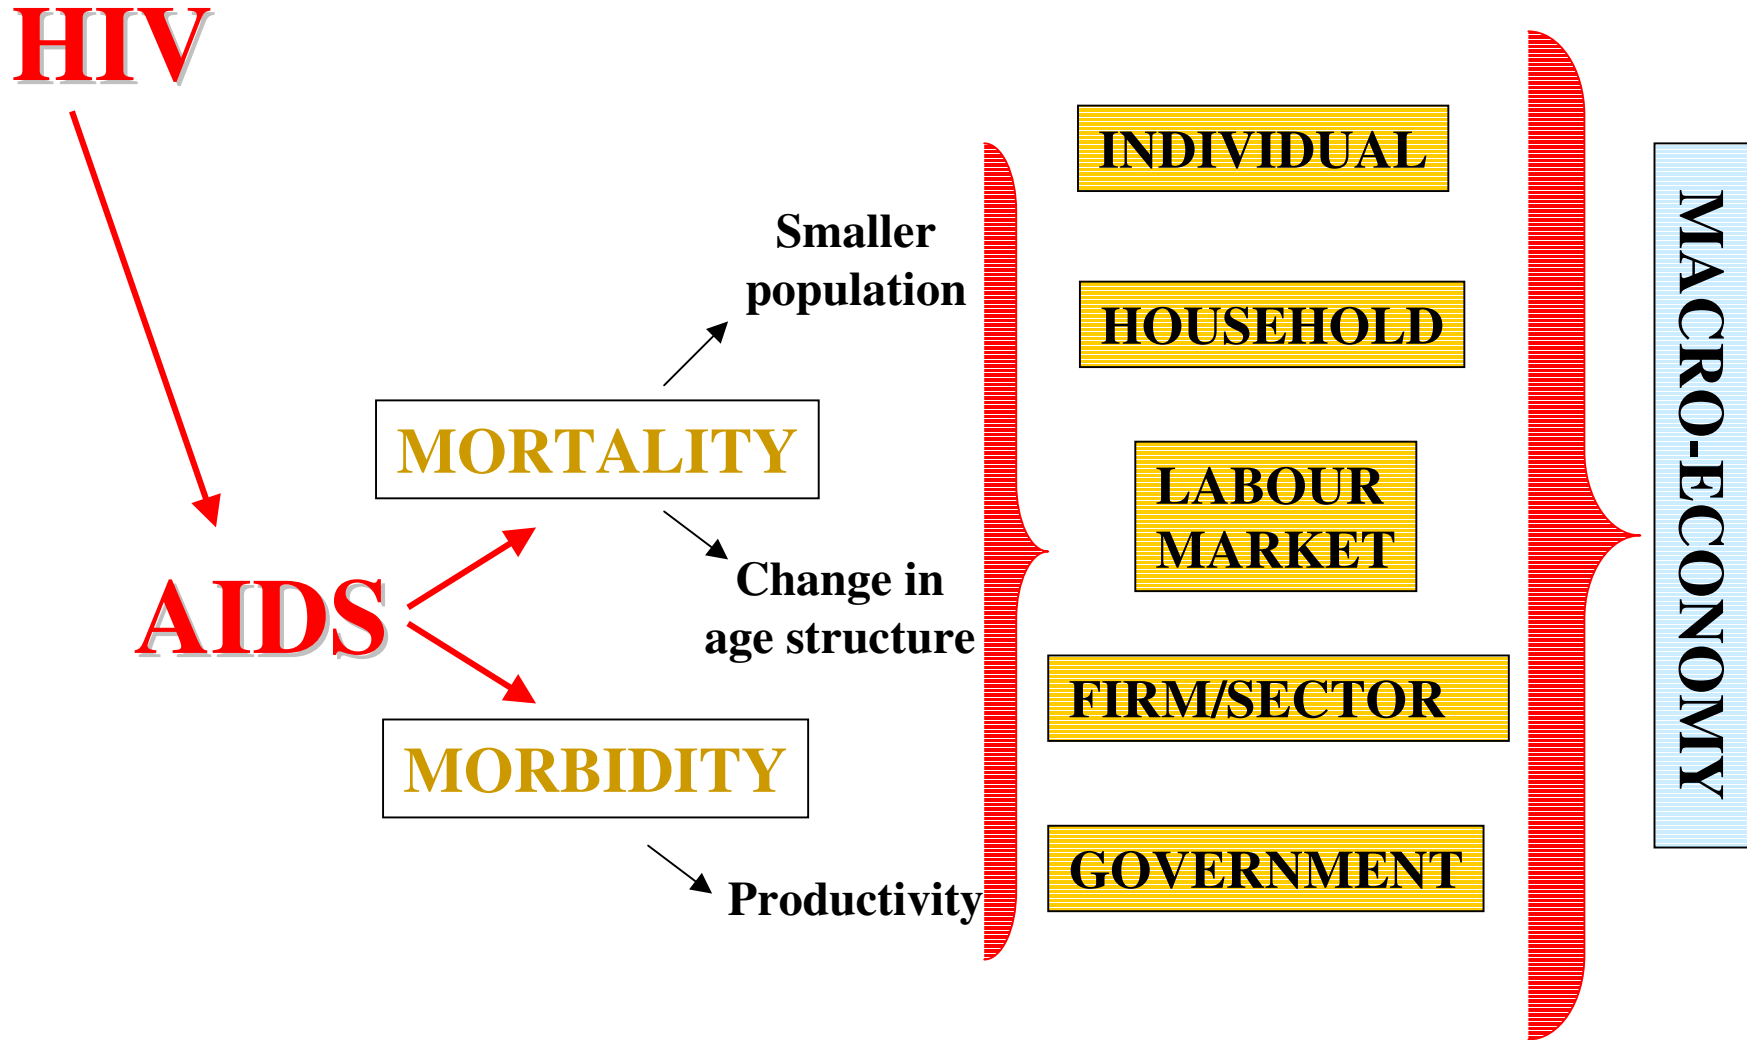 HIV
AIDS
MORTALITY
MORBIDITY
Smaller
population
Change in
age structure
Productivity
INDIVIDUAL
HOUSEHOLD
LABOUR
MARKET
FIRM/SECTOR
GOVERNMENT
MACRO-ECONOMY